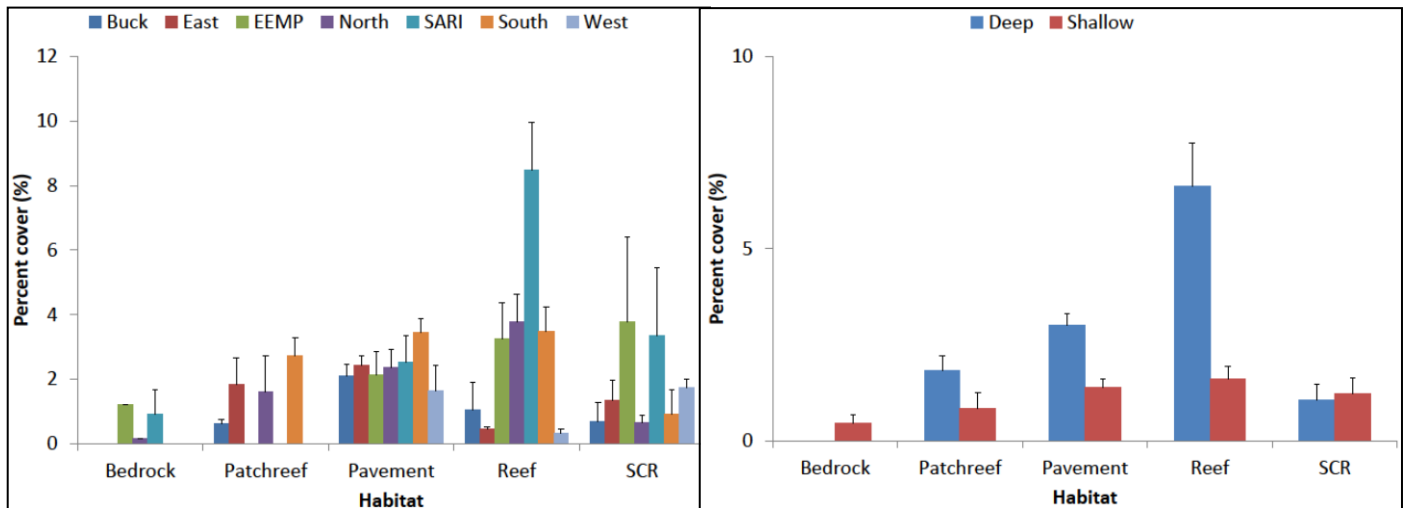 Buck East EEMP North SARI South West
12
10
8
6
4
2
0
Percent cover (%)
Bedrock Patchreef Pavement Reef SCR
Habitat
Deep Shallow
10
5
0
Percent cover (%)
Bedrock Patchreef Pavement Reef SCR
Habitat